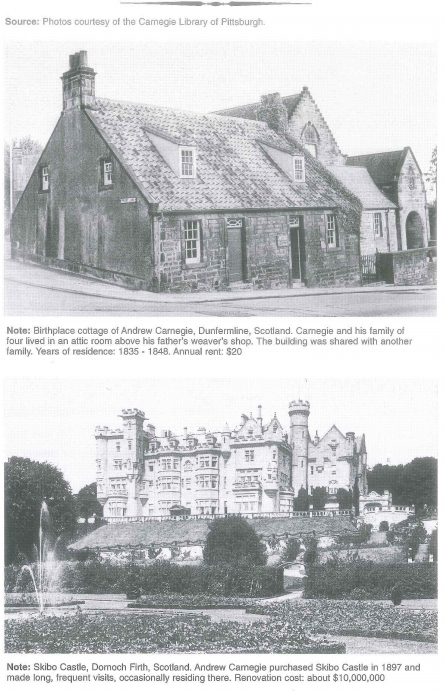 Source: Photos courtesy of the Carnegie Library of Pittsburgh.
Note: Birthplace cottage of Andrew Carnegie, Dunfermline, Scotland. Carnegie and his family of
four lived in an attic room above his father's weaver's shop. The building was shared with another
family. Years of residence: 1835 - 1848. Annual rent: $20
Note: Skibo Castle, Dornoch Firth, Scotland. Andrew Carnegie purchased Skibo Castle in 1897 and
made long, frequent visits, occasionally residing there. Renovation cost: about $10,000,000